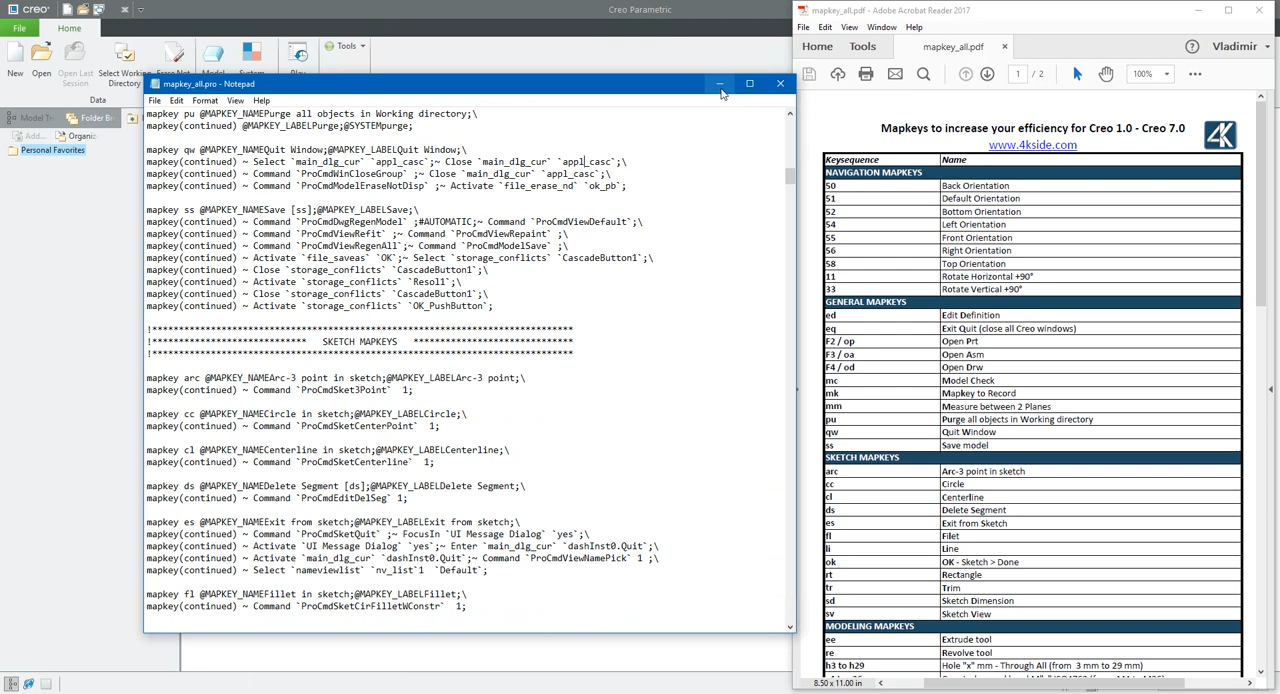 creo
Creo Parametric
File
Home
New
Open
Open Last
Session
Select Working
Directory
Tools
Data
Model Tr
Folder Br
Add...
Organiz
Personal Favorites
mapkey_all.pro - Notepad
File Edit Format View Help
mapkey pu @MAPKEY_NAMEPurge all objects in Working directory;\
mapkey(continued) @MAPKEY_LABELPurge;@SYSTEMpurge;
mapkey qw @MAPKEY_NAMEQuit Window;@MAPKEY_LABELQuit Window;\
mapkey(continued) ~ Select `main_dlg_cur` `appl_casc`;~ Close `main_dlg_cur` `appl_casc`;\
mapkey(continued) ~ Command `ProCmdWinCloseGroup` ;~ Close `main_dlg_cur` `appl_casc`;\
mapkey(continued) ~ Command `ProCmdModelEraseNotDisp` ;~ Activate `file_erase_nd` `ok_pb`;
mapkey ss @MAPKEY_NAMESave [ss];@MAPKEY_LABELSave;\
mapkey(continued) ~ Command `ProCmdDwgRegenModel` ;#AUTOMATIC;~ Command `ProCmdViewDefault`;\
mapkey(continued) ~ Command `ProCmdViewRefit` ;~ Command `ProCmdViewRepaint` ;\
mapkey(continued) ~ Command `ProCmdViewRegenAll`;~ Command `ProCmdModelSave` ;\
mapkey(continued) ~ Activate `file_saveas` `OK`;~ Select `storage_conflicts` `CascadeButton1`;\
mapkey(continued) ~ Close `storage_conflicts` `CascadeButton1`;\
mapkey(continued) ~ Activate `storage_conflicts` `Resol1`;\
mapkey(continued) ~ Close `storage_conflicts` `CascadeButton1`;\
mapkey(continued) ~ Activate `storage_conflicts` `OK_PushButton`;
!******************************************************************************
!***************************** SKETCH MAPKEYS ******************************
!******************************************************************************
mapkey arc @MAPKEY_NAMEArc-3 point in sketch;@MAPKEY_LABELArc-3 point;\
mapkey(continued) ~ Command `ProCmdSket3Point` 1;
mapkey cc @MAPKEY_NAMECircle in sketch;@MAPKEY_LABELCircle;\
mapkey(continued) ~ Command `ProCmdSketCenterPoint` 1;
mapkey cl @MAPKEY_NAMECenterline in sketch;@MAPKEY_LABELCenterline;\
mapkey(continued) ~ Command `ProCmdSketCenterline` 1;
mapkey ds @MAPKEY_NAMEDelete Segment [ds];@MAPKEY_LABELDelete Segment;\
mapkey(continued) ~ Command `ProCmdEditDelSeg` 1;
mapkey es @MAPKEY_NAMEExit from sketch;@MAPKEY_LABELExit from sketch;\
mapkey(continued) ~ Command `ProCmdSketQuit` ;~ FocusIn `UI Message Dialog` `yes`;\
mapkey(continued) ~ Activate `UI Message Dialog` `yes`;~ Enter `main_dlg_cur` `dashInst0.Quit`;\
mapkey(continued) ~ Activate `main_dlg_cur` `dashInst0.Quit`;~ Command `ProCmdViewNamePick` 1 ;\
mapkey(continued) ~ Select `nameviewlist` `nv_list`1 `Default`;
mapkey fl @MAPKEY_NAMEFillet in sketch;@MAPKEY_LABELFillet;\
mapkey(continued) ~ Command `ProCmdSketCirFilletWConstr` 1;
mapkey_all.pdf - Adobe Acrobat Reader 2017
File Edit View Window Help
Home Tools mapkey_all.pdf
Vladimir
1 / 2 100%
Mapkeys to increase your efficiency for Creo 1.0 - Creo 7.0
www.4kside.com
4K
Keysequence Name
NAVIGATION MAPKEYS
50 Back Orientation
51 Default Orientation
52 Bottom Orientation
54 Left Orientation
55 Front Orientation
56 Right Orientation
58 Top Orientation
11 Rotate Horizontal +90°
33 Rotate Vertical +90°
GENERAL MAPKEYS
ed Edit Definition
eq Exit Quit (close all Creo windows)
F2 / op Open Prt
F3 / oa Open Asm
F4 / od Open Drw
mc Model Check
mk Mapkey to Record
mm Measure between 2 Planes
pu Purge all objects in Working directory
qw Quit Window
ss Save model
SKETCH MAPKEYS
arc Arc-3 point in sketch
cc Circle
cl Centerline
ds Delete Segment
es Exit from Sketch
fl Filet
li Line
ok OK - Sketch > Done
rt Rectangle
tr Trim
sd Sketch Dimension
sv Sketch View
MODELING MAPKEYS
ee Extrude tool
re Revolve tool
h3 to h29 Hole "x" mm - Through All (from 3 mm to 29 mm)
8.50 x 11.00 in